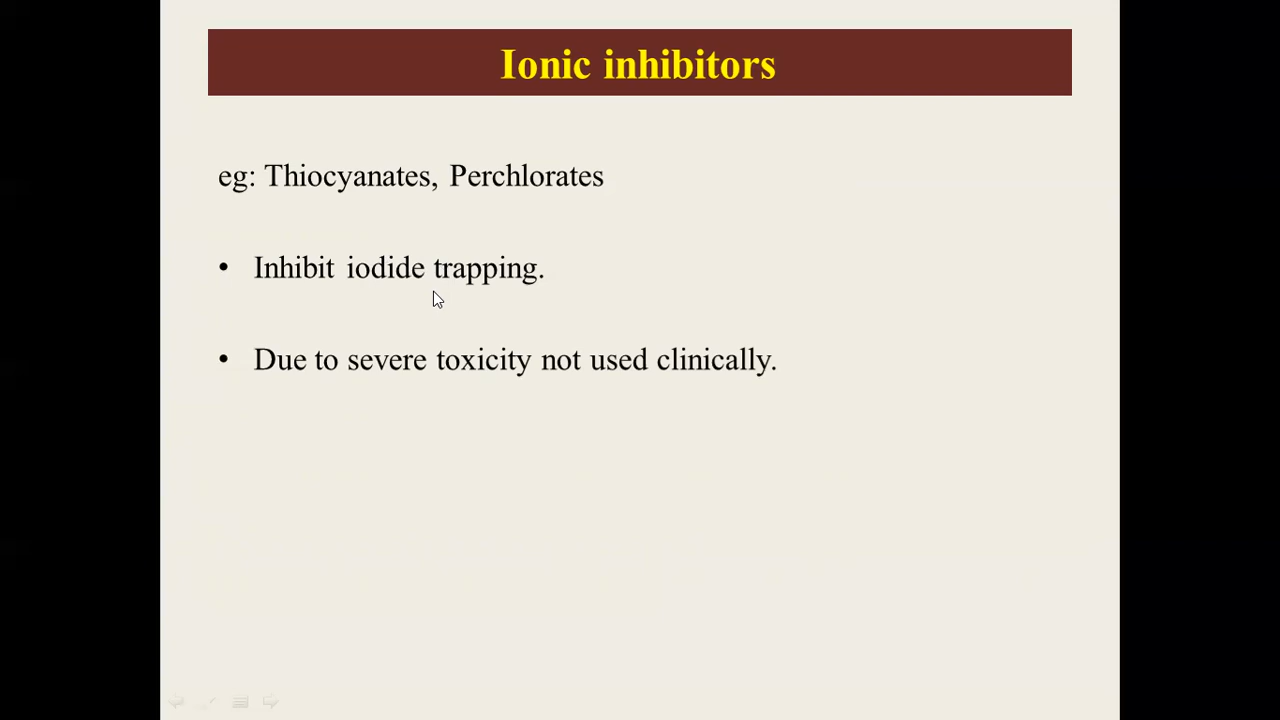 Ionic inhibitors
eg: Thiocyanates, Perchlorates
• Inhibit iodide trapping.
• Due to severe toxicity not used clinically.